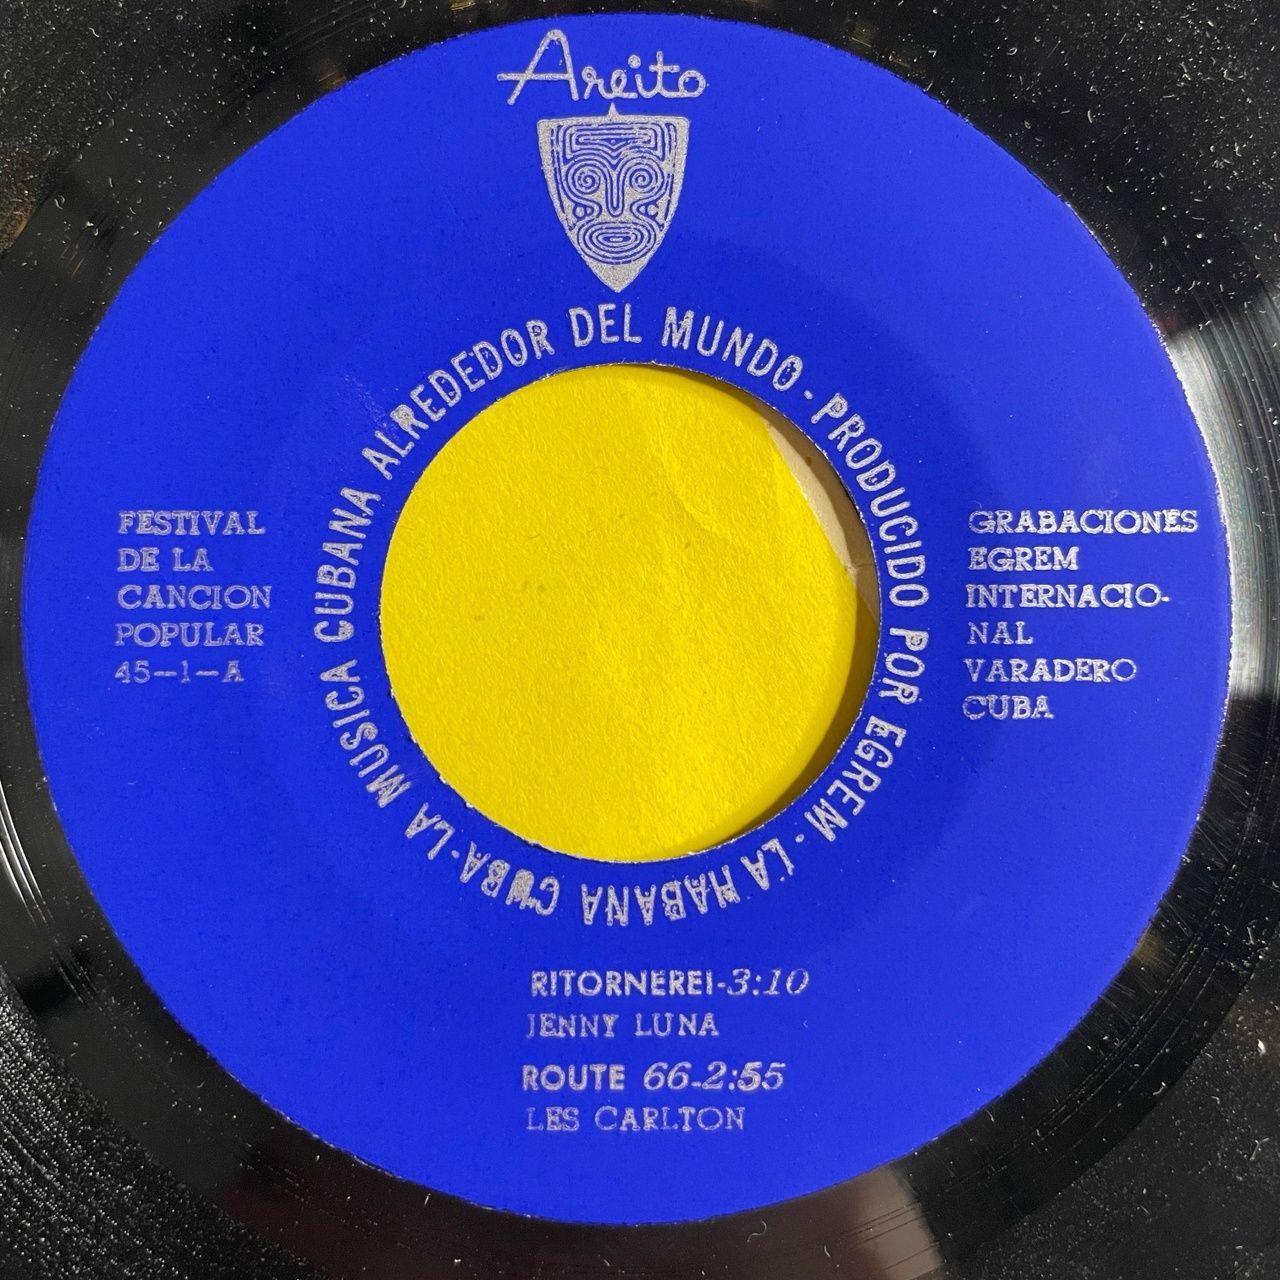 Areito
LA MUSICA CUBANA ALREDEDOR DEL MUNDO - PRODUCIDO POR EGREM - LA HABANA CUBA -
FESTIVAL
DE LA
CANCION
POPULAR
45-1-A
GRABACIONES
EGREM
INTERNACIO-
NAL
VARADERO
CUBA
RITORNEREI-3:10
JENNY LUNA
ROUTE 66-2:55
LES CARLTON